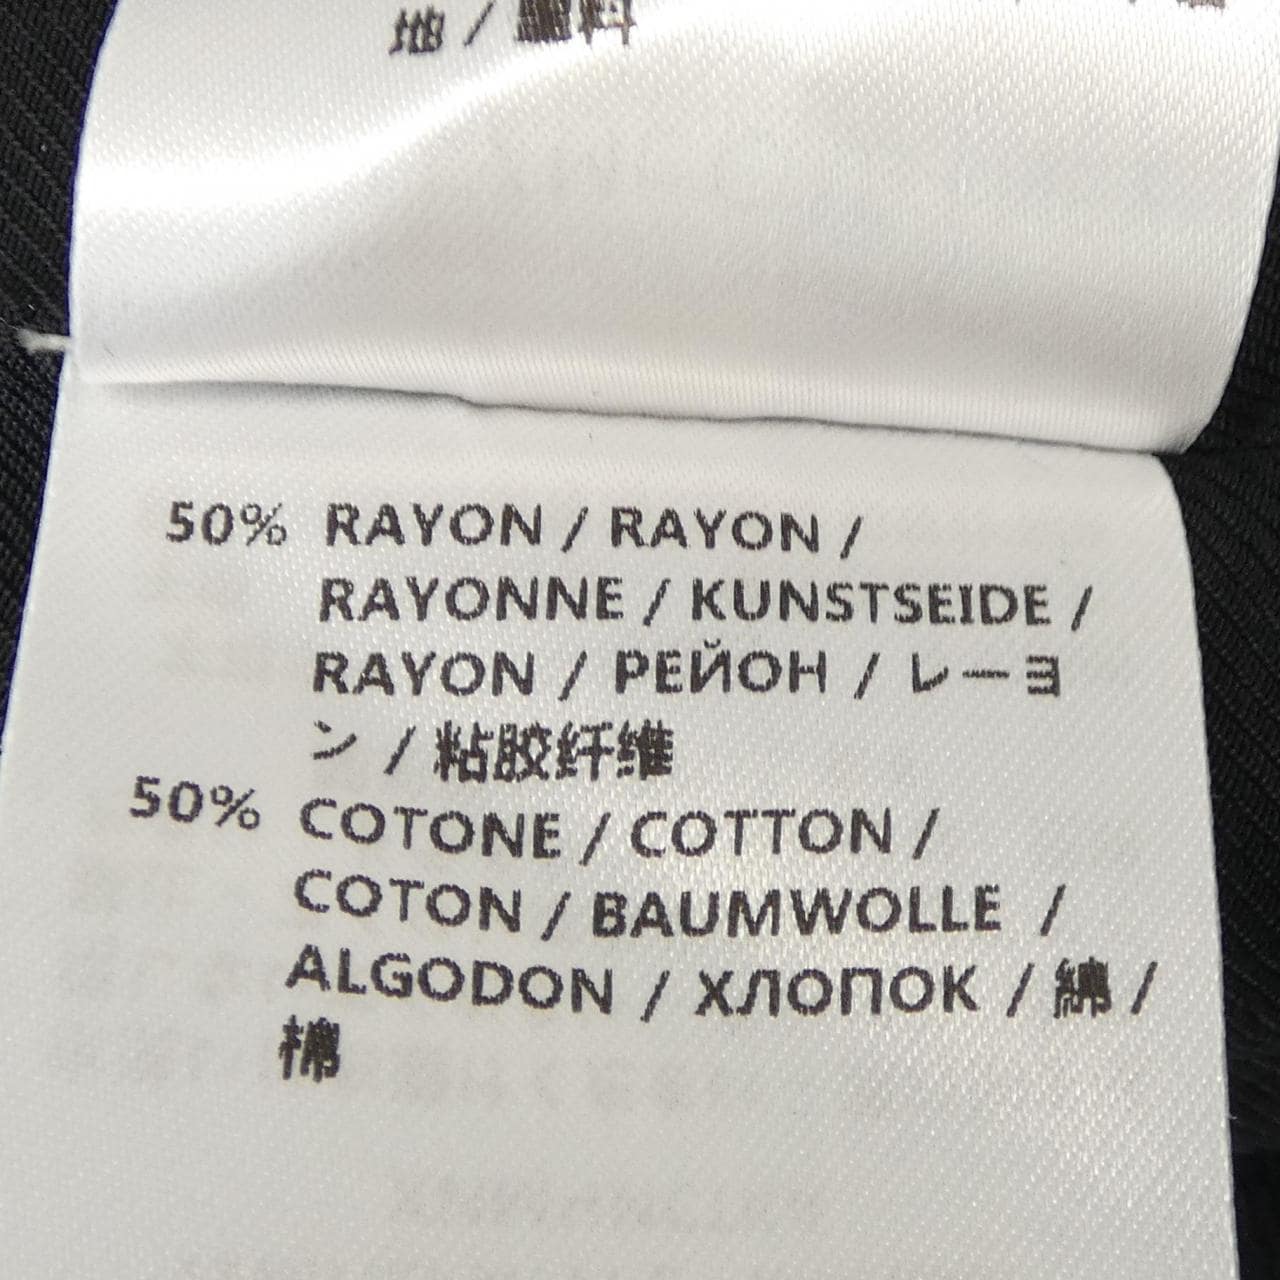 地 / 面料
50% RAYON / RAYON /
RAYONNE / KUNSTSEIDE /
RAYON / РЕЙОН / レーヨ
ン / 粘胶纤维
50% COTONE / COTTON /
COTON / BAUMWOLLE /
ALGODON / ХЛОПОК / 綿 /
棉